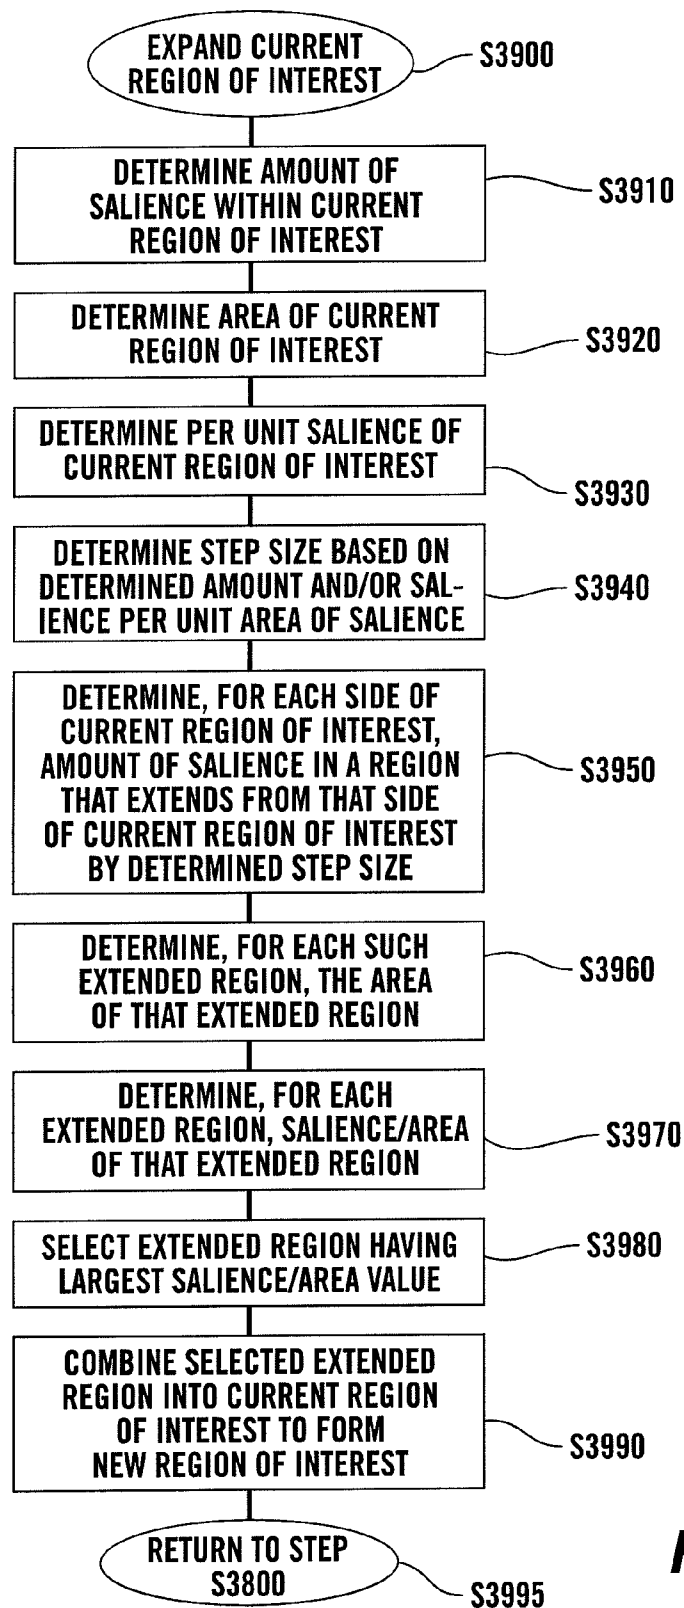 EXPAND CURRENT
REGION OF INTEREST
S3900
DETERMINE AMOUNT OF
SALIENCE WITHIN CURRENT
REGION OF INTEREST
S3910
DETERMINE AREA OF CURRENT
REGION OF INTEREST
S3920
DETERMINE PER UNIT SALIENCE OF
CURRENT REGION OF INTEREST
S3930
DETERMINE STEP SIZE BASED ON
DETERMINED AMOUNT AND/OR SAL-
IENCE PER UNIT AREA OF SALIENCE
S3940
DETERMINE, FOR EACH SIDE OF
CURRENT REGION OF INTEREST,
AMOUNT OF SALIENCE IN A REGION
THAT EXTENDS FROM THAT SIDE
OF CURRENT REGION OF INTEREST
BY DETERMINED STEP SIZE
S3950
DETERMINE, FOR EACH SUCH
EXTENDED REGION, THE AREA
OF THAT EXTENDED REGION
S3960
DETERMINE, FOR EACH
EXTENDED REGION, SALIENCE/AREA
OF THAT EXTENDED REGION
S3970
SELECT EXTENDED REGION HAVING
LARGEST SALIENCE/AREA VALUE
S3980
COMBINE SELECTED EXTENDED
REGION INTO CURRENT REGION
OF INTEREST TO FORM
NEW REGION OF INTEREST
S3990
RETURN TO STEP
S3800
S3995